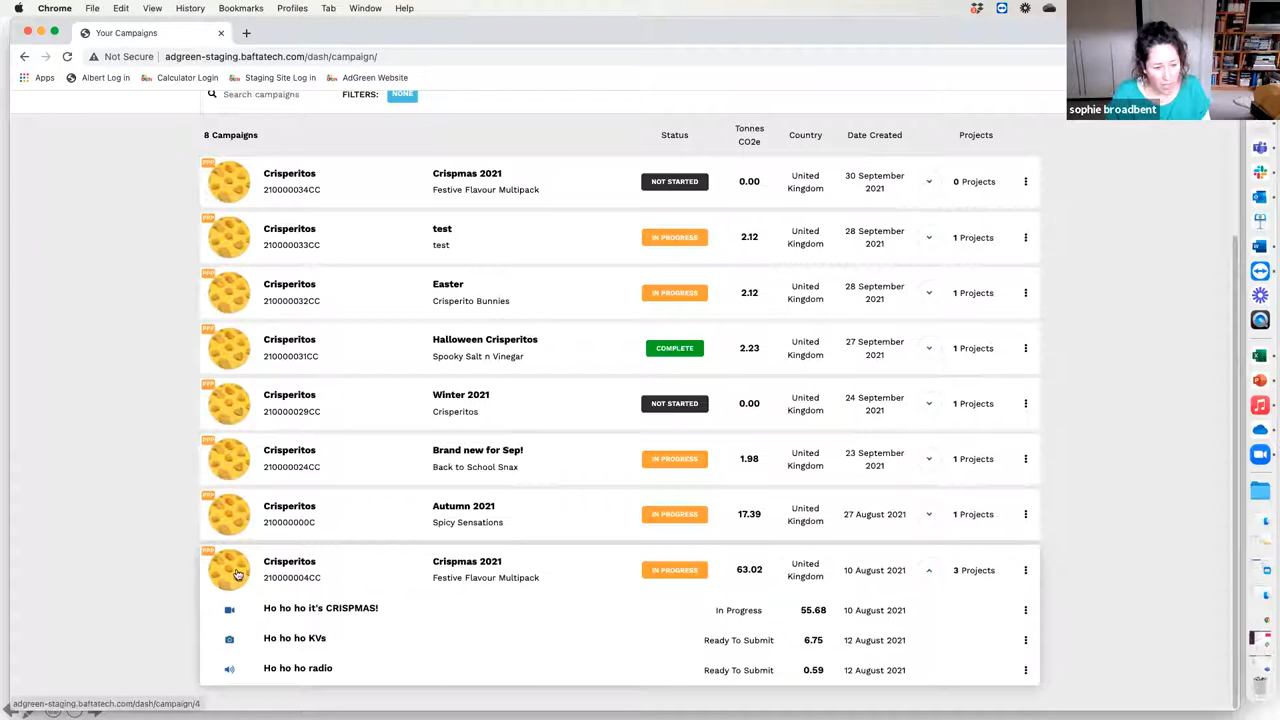 Chrome File Edit View History Bookmarks Profiles Tab Window Help
Your Campaigns
Not Secure adgreen-staging.baftatech.com/dash/campaign/
Apps Albert Log in Calculator Login Staging Site Log in AdGreen Website
sophie broadbent
Search campaigns FILTERS: NONE
8 Campaigns Status Tonnes CO2e Country Date Created Projects
PPP Crisperitos Crispmas 2021 NOT STARTED 0.00 United Kingdom 30 September 2021 0 Projects
210000034CC Festive Flavour Multipack
PPP Crisperitos test IN PROGRESS 2.12 United Kingdom 28 September 2021 1 Projects
210000033CC test
PPP Crisperitos Easter IN PROGRESS 2.12 United Kingdom 28 September 2021 1 Projects
210000032CC Crisperito Bunnies
PPP Crisperitos Halloween Crisperitos COMPLETE 2.23 United Kingdom 27 September 2021 1 Projects
210000031CC Spooky Salt n Vinegar
PPP Crisperitos Winter 2021 NOT STARTED 0.00 United Kingdom 24 September 2021 1 Projects
210000029CC Crisperitos
PPP Crisperitos Brand new for Sep! IN PROGRESS 1.98 United Kingdom 23 September 2021 1 Projects
210000024CC Back to School Snax
PPP Crisperitos Autumn 2021 IN PROGRESS 17.39 United Kingdom 27 August 2021 1 Projects
210000000C Spicy Sensations
PPP Crisperitos Crispmas 2021 IN PROGRESS 63.02 United Kingdom 10 August 2021 3 Projects
210000004CC Festive Flavour Multipack
Ho ho ho it's CRISPMAS! In Progress 55.68 10 August 2021
Ho ho ho KVs Ready To Submit 6.75 12 August 2021
Ho ho ho radio Ready To Submit 0.59 12 August 2021
adgreen-staging.baftatech.com/dash/campaign/4